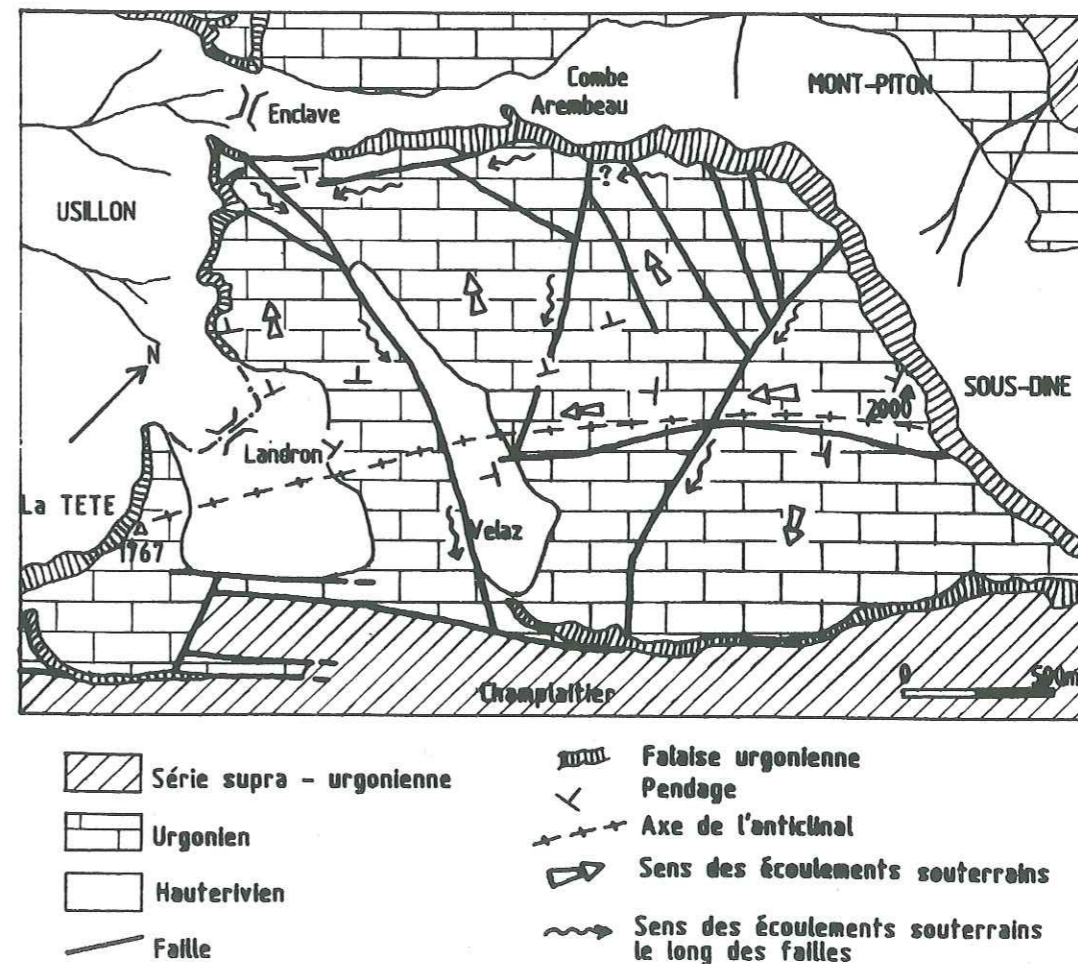 Combe
Arembeau
MONT-PITON
Enclave
USILLON
?
N
SOUS-DINE
2000
Landron
La TETE
1967
Velaz
Champlaitier
0 500m
Série supra - urgonienne
Urgonien
Hauterivien
Faille
Falaise urgonienne
Pendage
Axe de l'anticlinal
Sens des écoulements souterrains
Sens des écoulements souterrains
le long des failles